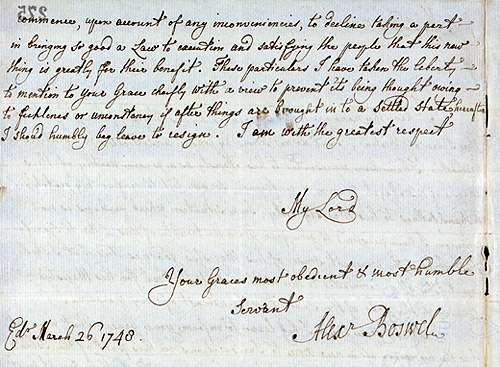 275
commence, upon account of any inconveniencies, to decline taking a part
in bringing so good a Law to execution and satisfying the people that this new
thing is greatly for their benefit. These particulars I have taken the liberty
to mention to your Grace chiefly with a view to prevent its being thought owing
to fickleness or unconstancy if after things are brought in to a settled state hereafter
I should humbly beg leave to resign. I am with the greatest respect
My Lord
Your Graces most obedient & most humble
Servant
Edr March 26 1748. Alexr Boswel